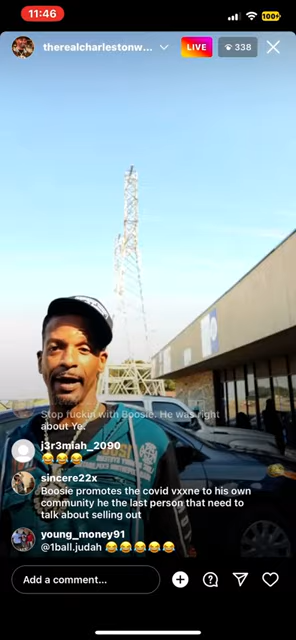 11:46
100+
therealcharlestonw...
LIVE
338
Stop fuckin with Boosie. He was right
about Ye.
j3r3miah_2090
😂😂😂
sincere22x
Boosie promotes the covid vxxne to his own
community he the last person that need to
talk about selling out
young_money91
@1ball.judah 😂😂😂😂😂
Add a comment...